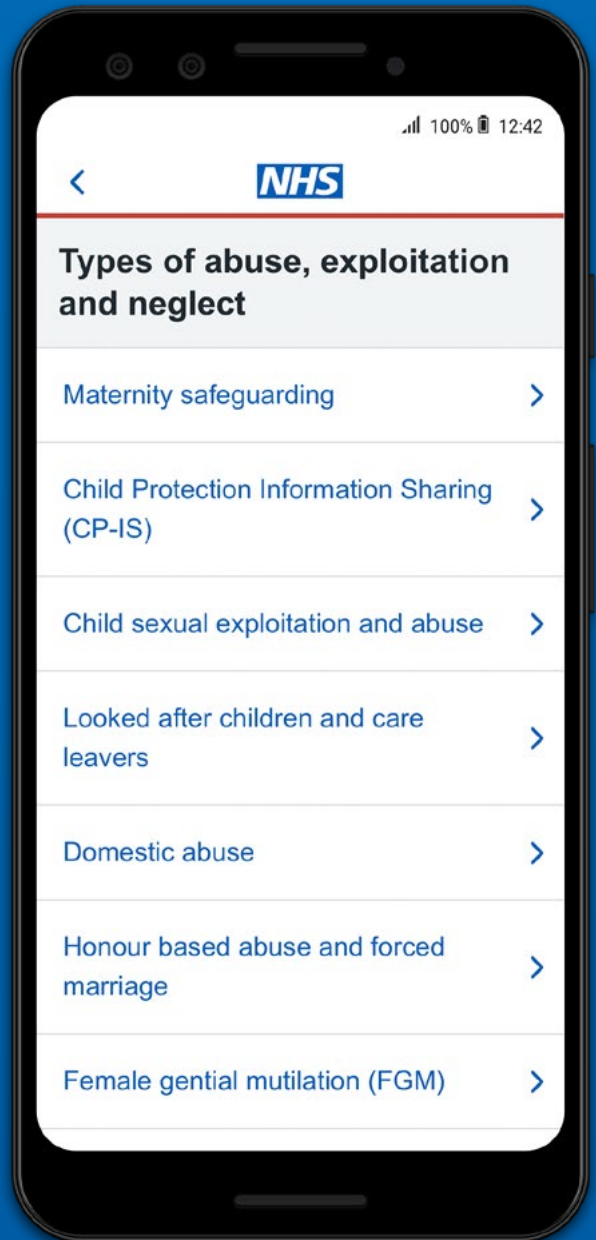 100% 12:42
NHS
Types of abuse, exploitation
and neglect
Maternity safeguarding
Child Protection Information Sharing
(CP-IS)
Child sexual exploitation and abuse
Looked after children and care
leavers
Domestic abuse
Honour based abuse and forced
marriage
Female gential mutilation (FGM)